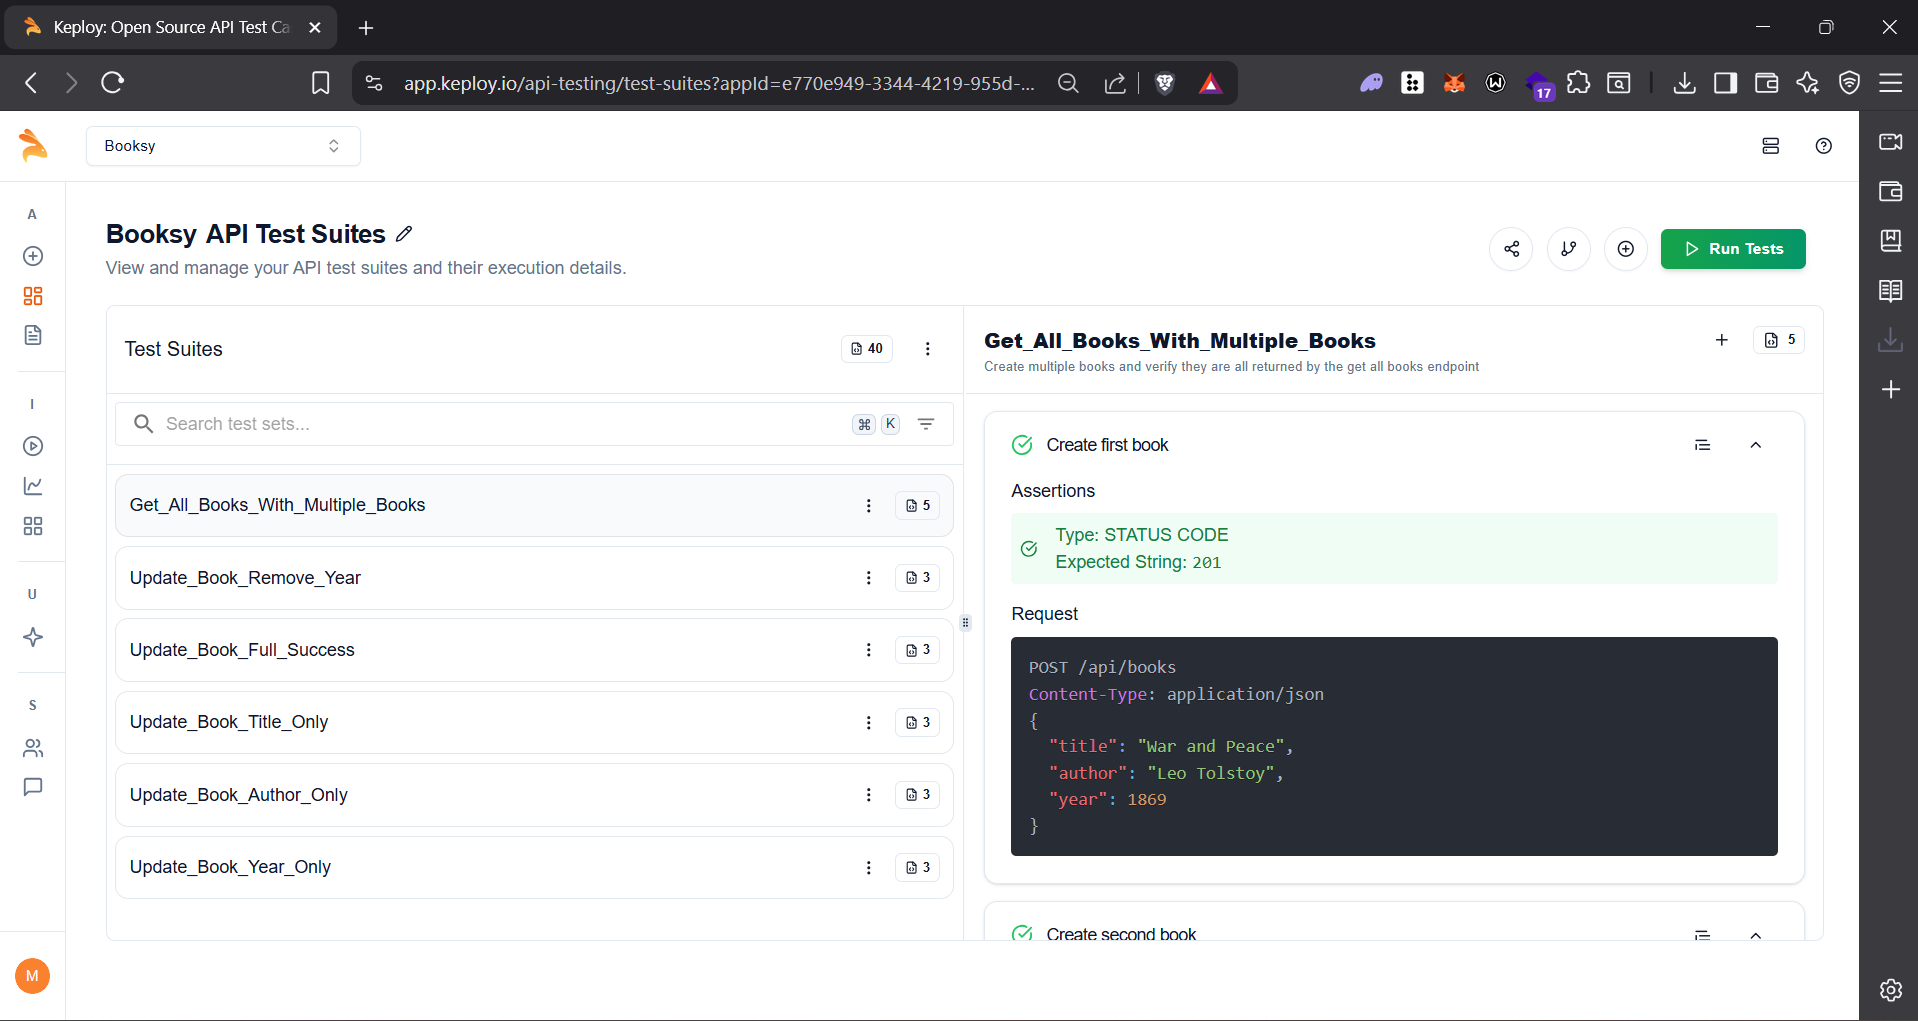 Keploy: Open Source API Test Ca
app.keploy.io/api-testing/test-suites?appId=e770e949-3344-4219-955d-...
17
Booksy
A
I
U
S
M
Booksy API Test Suites
View and manage your API test suites and their execution details.
Run Tests
Test Suites
40
Search test sets...
⌘ K
Get_All_Books_With_Multiple_Books
5
Update_Book_Remove_Year
3
Update_Book_Full_Success
3
Update_Book_Title_Only
3
Update_Book_Author_Only
3
Update_Book_Year_Only
3
Get_All_Books_With_Multiple_Books
5
Create multiple books and verify they are all returned by the get all books endpoint
Create first book
Assertions
Type: STATUS CODE
Expected String: 201
Request
POST /api/books
Content-Type: application/json
{
"title": "War and Peace",
"author": "Leo Tolstoy",
"year": 1869
}
Create second book